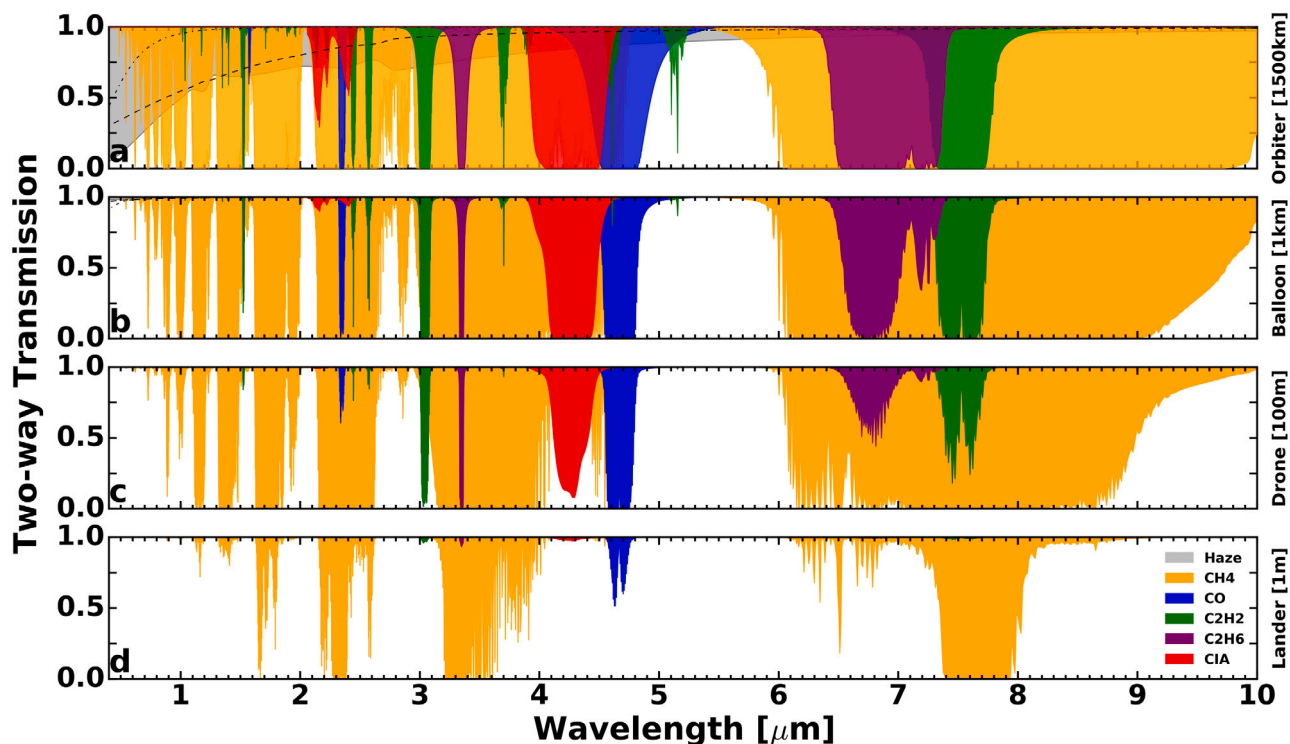 Two-way Transmission
1.0
0.5
0.0
a
Orbiter [1500km]
1.0
0.5
0.0
b
Balloon [1km]
1.0
0.5
0.0
c
Drone [100m]
1.0
0.5
0.0
d
Lander [1m]
Haze
CH4
CO
C2H2
C2H6
CIA
1 2 3 4 5 6 7 8 9 10
Wavelength [μm]